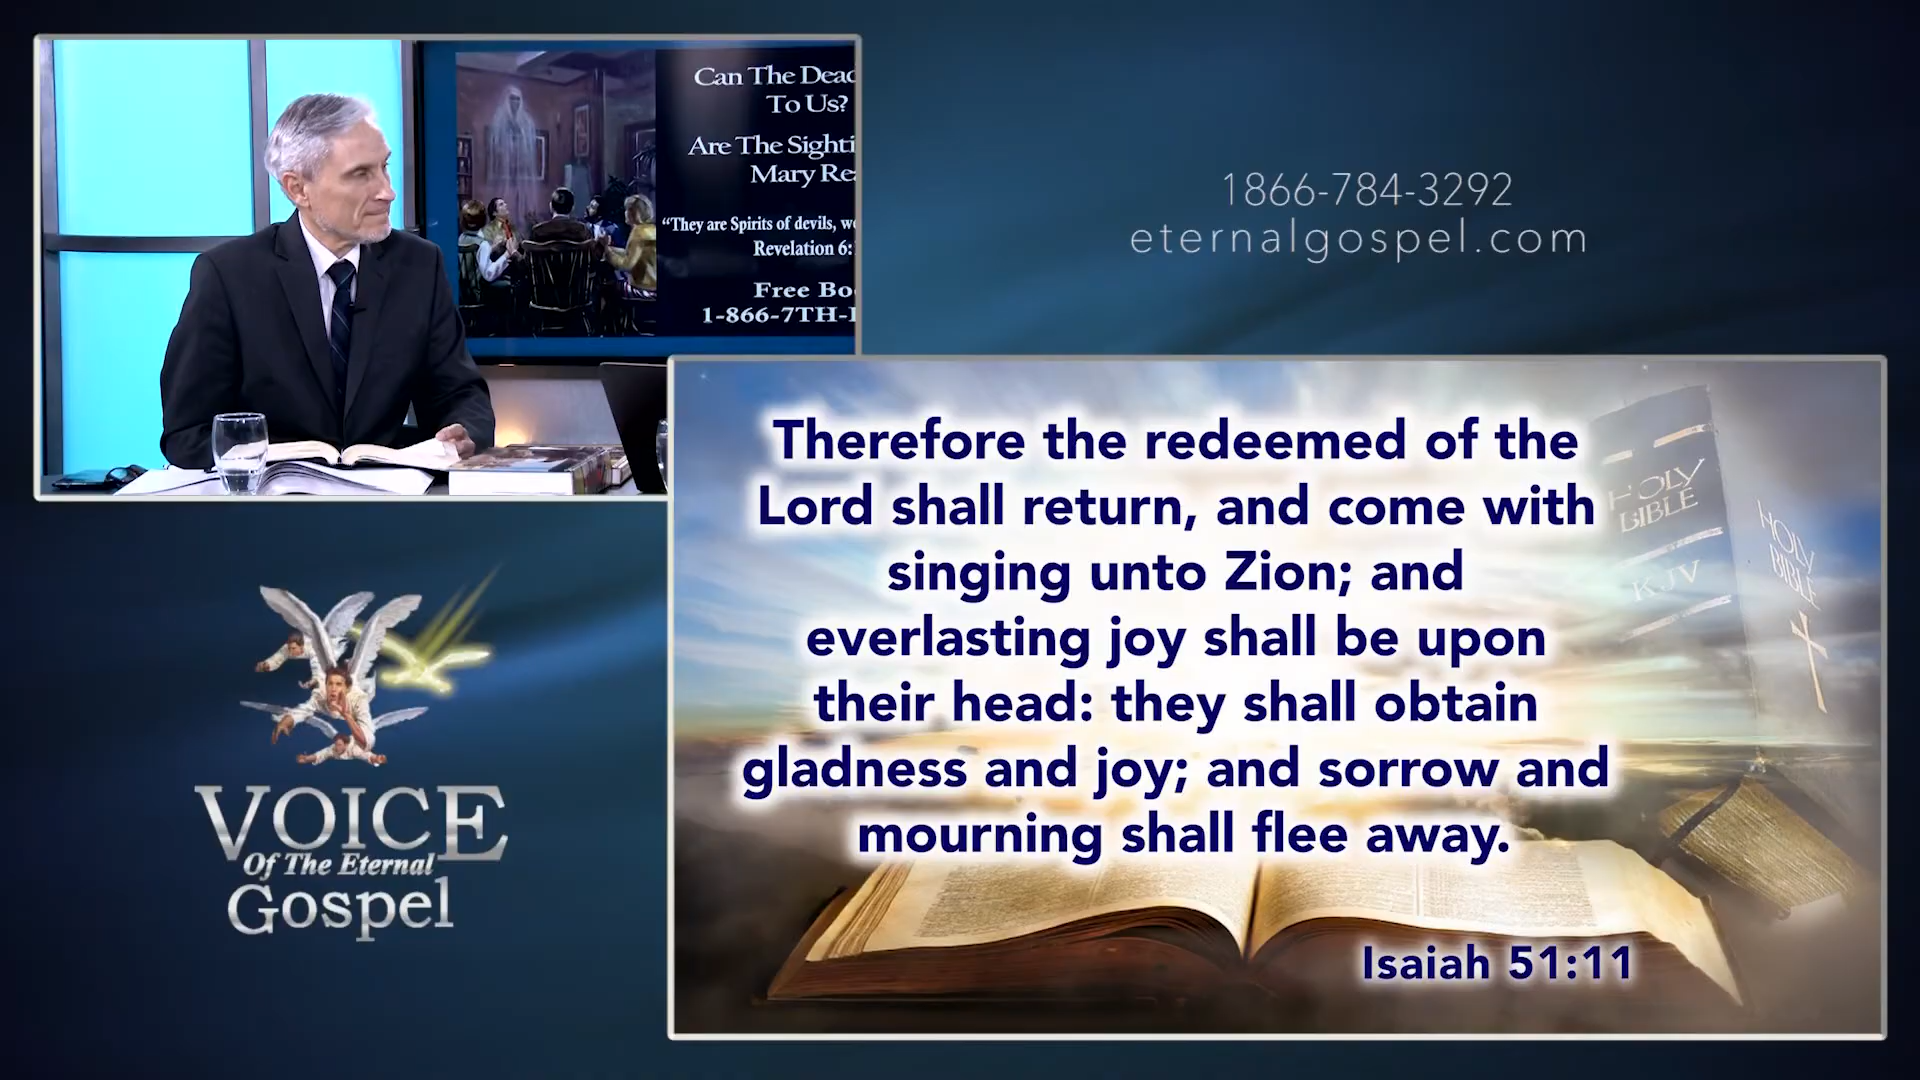 Can The Dead
To Us?
Are The Sighti
Mary Re
“They are Spirits of devils, w
Revelation 6:
Free Bo
1-866-7TH-
1866-784-3292
eternalgospel.com
Therefore the redeemed of the
Lord shall return, and come with
singing unto Zion; and
everlasting joy shall be upon
their head: they shall obtain
gladness and joy; and sorrow and
mourning shall flee away.
Isaiah 51:11
HOLY
BIBLE
KJV
HOLY
BIBLE
VOICE
Of The Eternal
Gospel